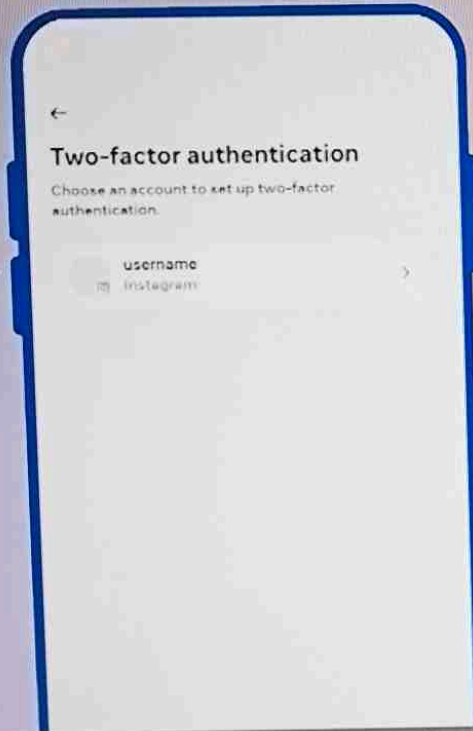 Two-factor authentication
Choose an account to set up two-factor
authentication.
username
Instagram